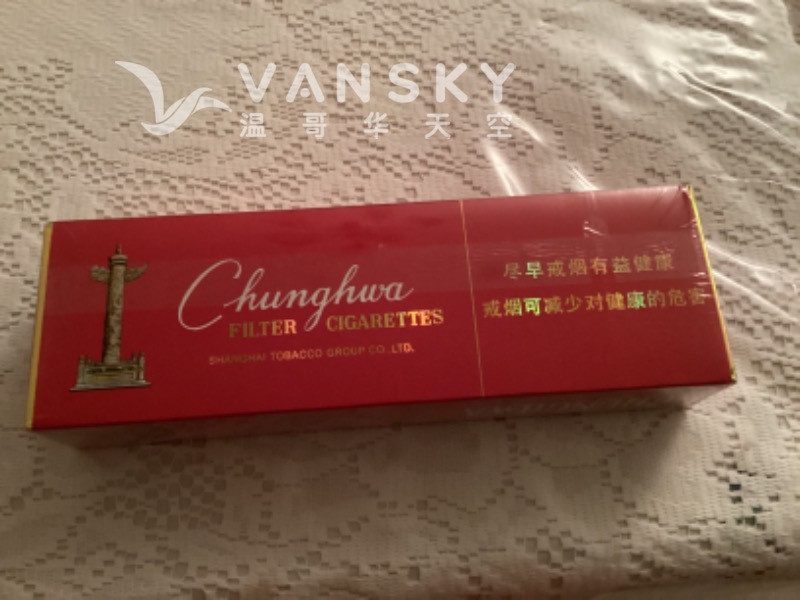 VANSKY
温哥华天空
Chunghwa
FILTER CIGARETTES
SHANGHAI TOBACCO GROUP CO.,LTD.
尽早戒烟有益健康
戒烟可减少对健康的危害